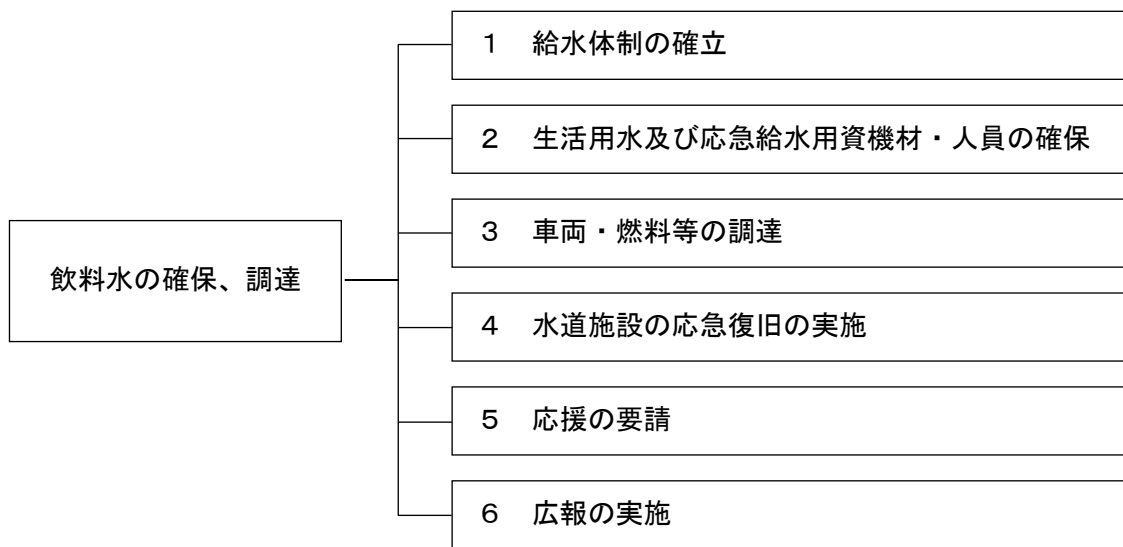 飲料水の確保、調達
１　給水体制の確立
２　生活用水及び応急給水用資機材・人員の確保
３　車両・燃料等の調達
４　水道施設の応急復旧の実施
５　応援の要請
６　広報の実施